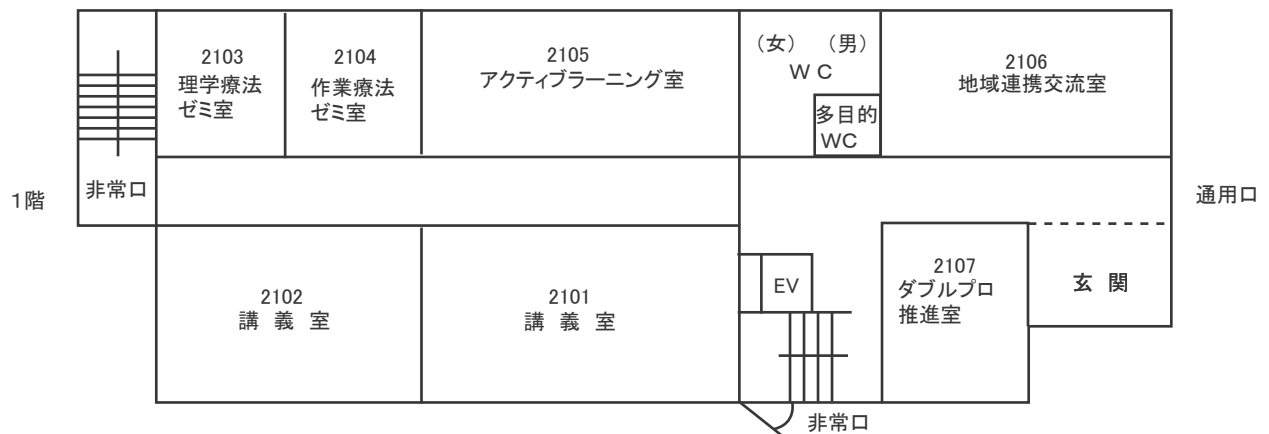 2103
理学療法
ゼミ室
2104
作業療法
ゼミ室
2105
アクティブラーニング室
（女）　（男）
ＷＣ
多目的
WC
2106
地域連携交流室
1階
非常口
通用口
2102
講　義　室
2101
講　義　室
EV
2107
ダブルプロ
推進室
玄　関
非常口